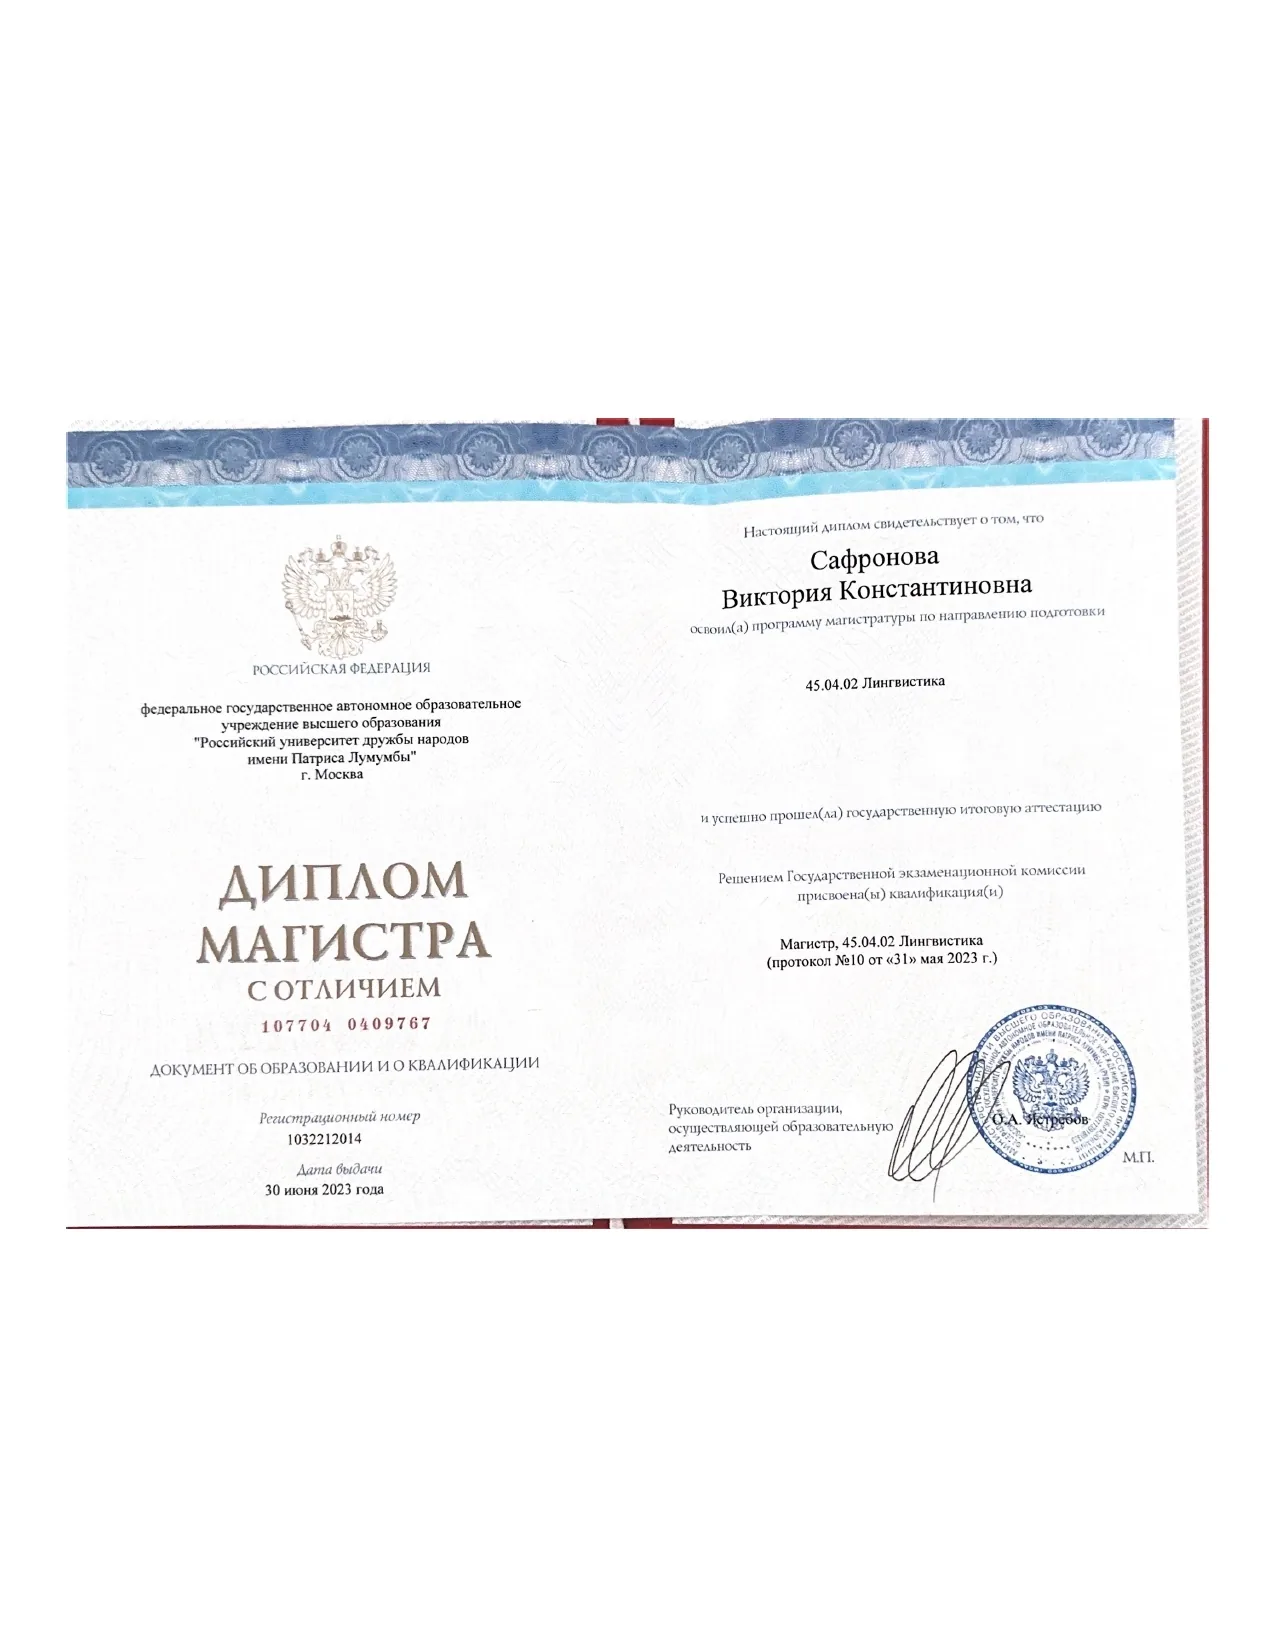 РОССИЙСКАЯ ФЕДЕРАЦИЯ
федеральное государственное автономное образовательное
учреждение высшего образования
"Российский университет дружбы народов
имени Патриса Лумумбы"
г. Москва
ДИПЛОМ
МАГИСТРА
С ОТЛИЧИЕМ
107704 0409767
ДОКУМЕНТ ОБ ОБРАЗОВАНИИ И О КВАЛИФИКАЦИИ
Регистрационный номер
1032212014
Дата выдачи
30 июня 2023 года
Настоящий диплом свидетельствует о том, что
Сафронова
Виктория Константиновна
освоил(а) программу магистратуры по направлению подготовки
45.04.02 Лингвистика
и успешно прошел(ла) государственную итоговую аттестацию
Решением Государственной экзаменационной комиссии
присвоена(ы) квалификация(и)
Магистр, 45.04.02 Лингвистика
(протокол №10 от «31» мая 2023 г.)
Руководитель организации,
осуществляющей образовательную
деятельность
О.А. Ястребов
М.П.